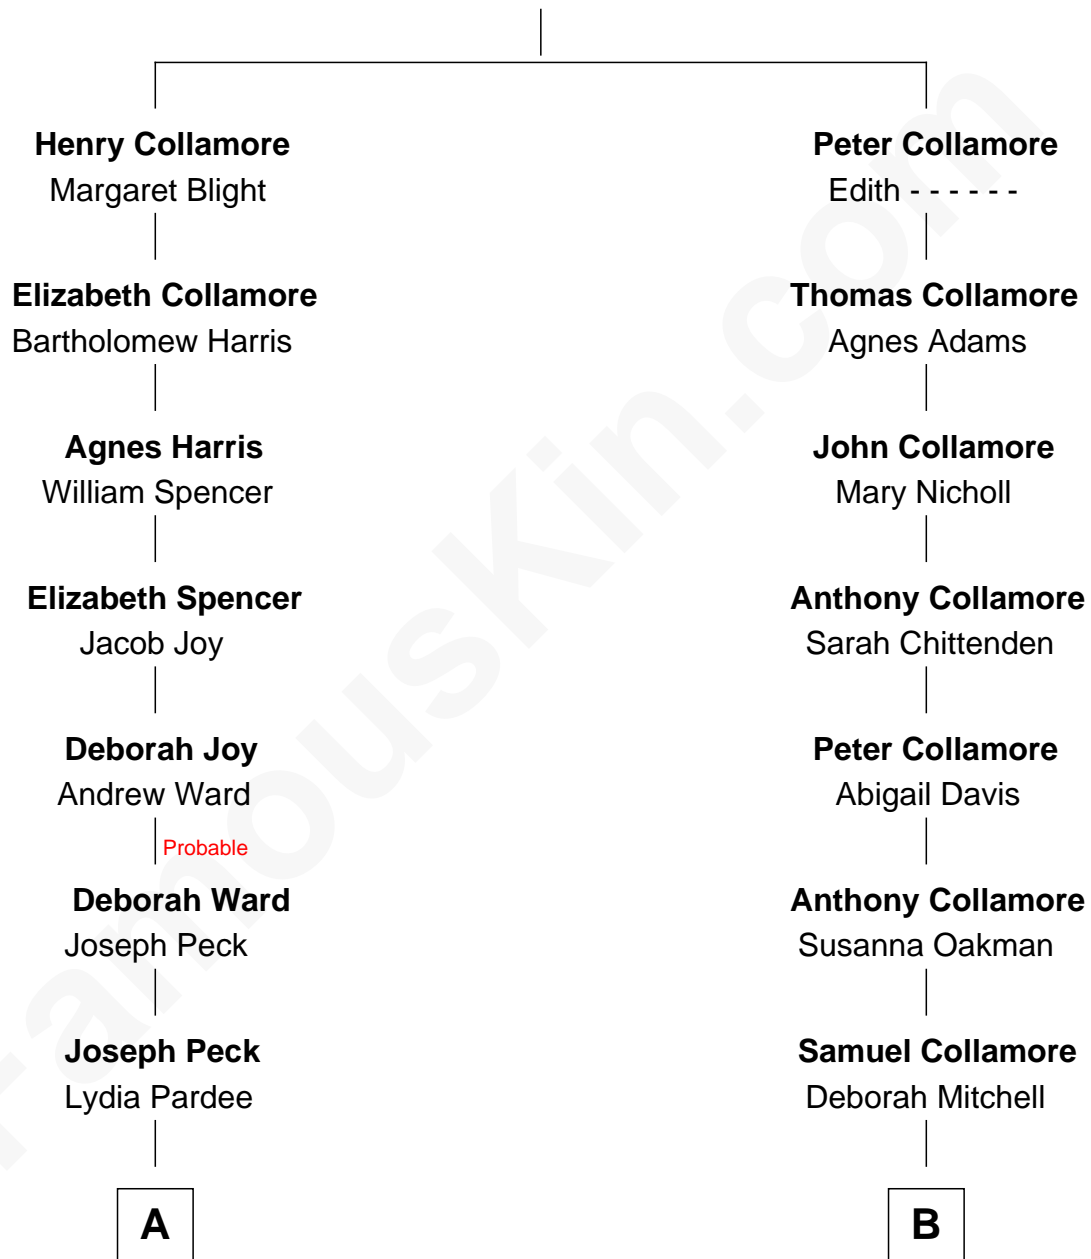 Henry Collamore
Margaret Blight
Elizabeth Collamore
Bartholomew Harris
Agnes Harris
William Spencer
Elizabeth Spencer
Jacob Joy
Deborah Joy
Andrew Ward
Probable
Deborah Ward
Joseph Peck
Joseph Peck
Lydia Pardee
A
Peter Collamore
Edith - - - - - -
Thomas Collamore
Agnes Adams
John Collamore
Mary Nicholl
Anthony Collamore
Sarah Chittenden
Peter Collamore
Abigail Davis
Anthony Collamore
Susanna Oakman
Samuel Collamore
Deborah Mitchell
B
FamousKin.com